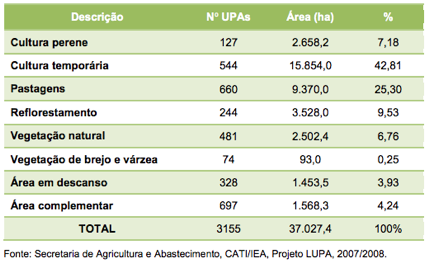 Descrição Nº UPAs Área (ha) %
Cultura perene 127 2.658,2 7,18
Cultura temporária 544 15.854,0 42,81
Pastagens 660 9.370,0 25,30
Reflorestamento 244 3.528,0 9,53
Vegetação natural 481 2.502,4 6,76
Vegetação de brejo e várzea 74 93,0 0,25
Área em descanso 328 1.453,5 3,93
Área complementar 697 1.568,3 4,24
TOTAL 3155 37.027,4 100%
Fonte: Secretaria de Agricultura e Abastecimento, CATI/IEA, Projeto LUPA, 2007/2008.